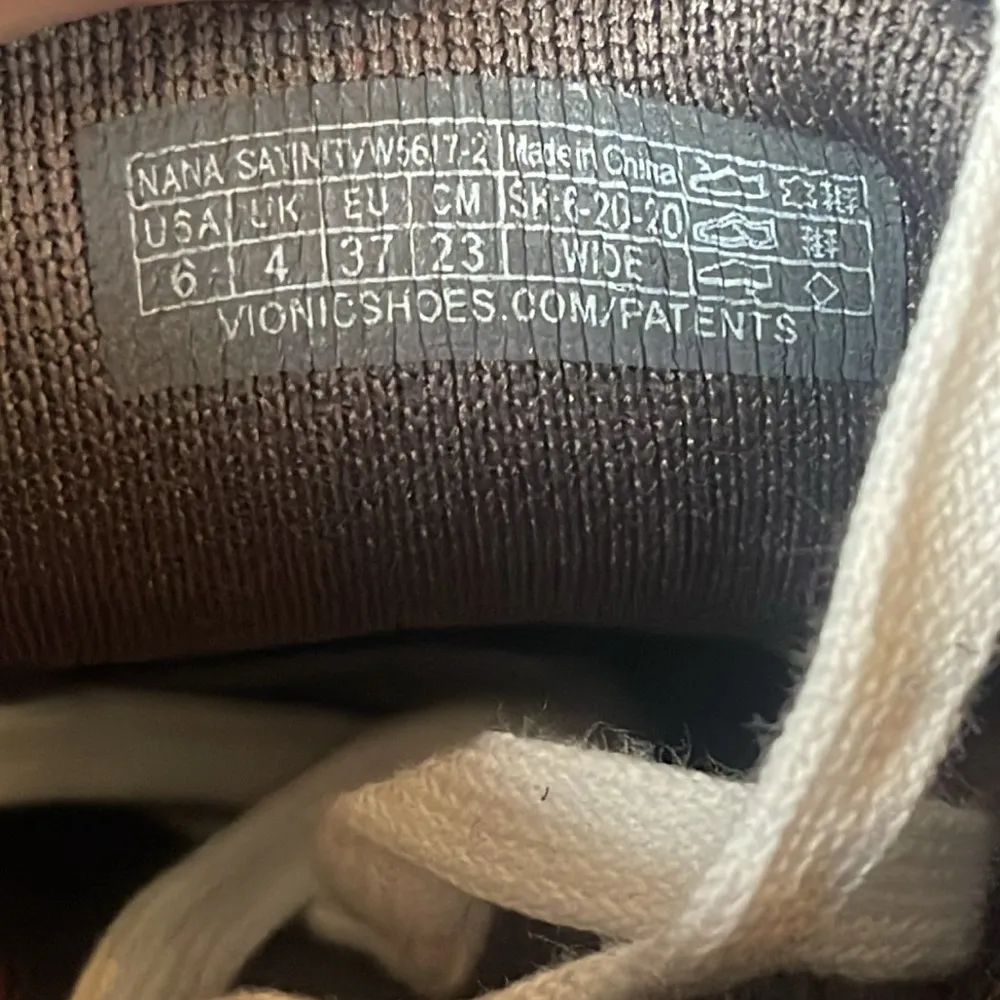 NANA SATIN TVW5617-2 Made in China
USA UK EU CM SK:6-20-20
6 4 37 23 WIDE
VIONICSHOES.COM/PATENTS